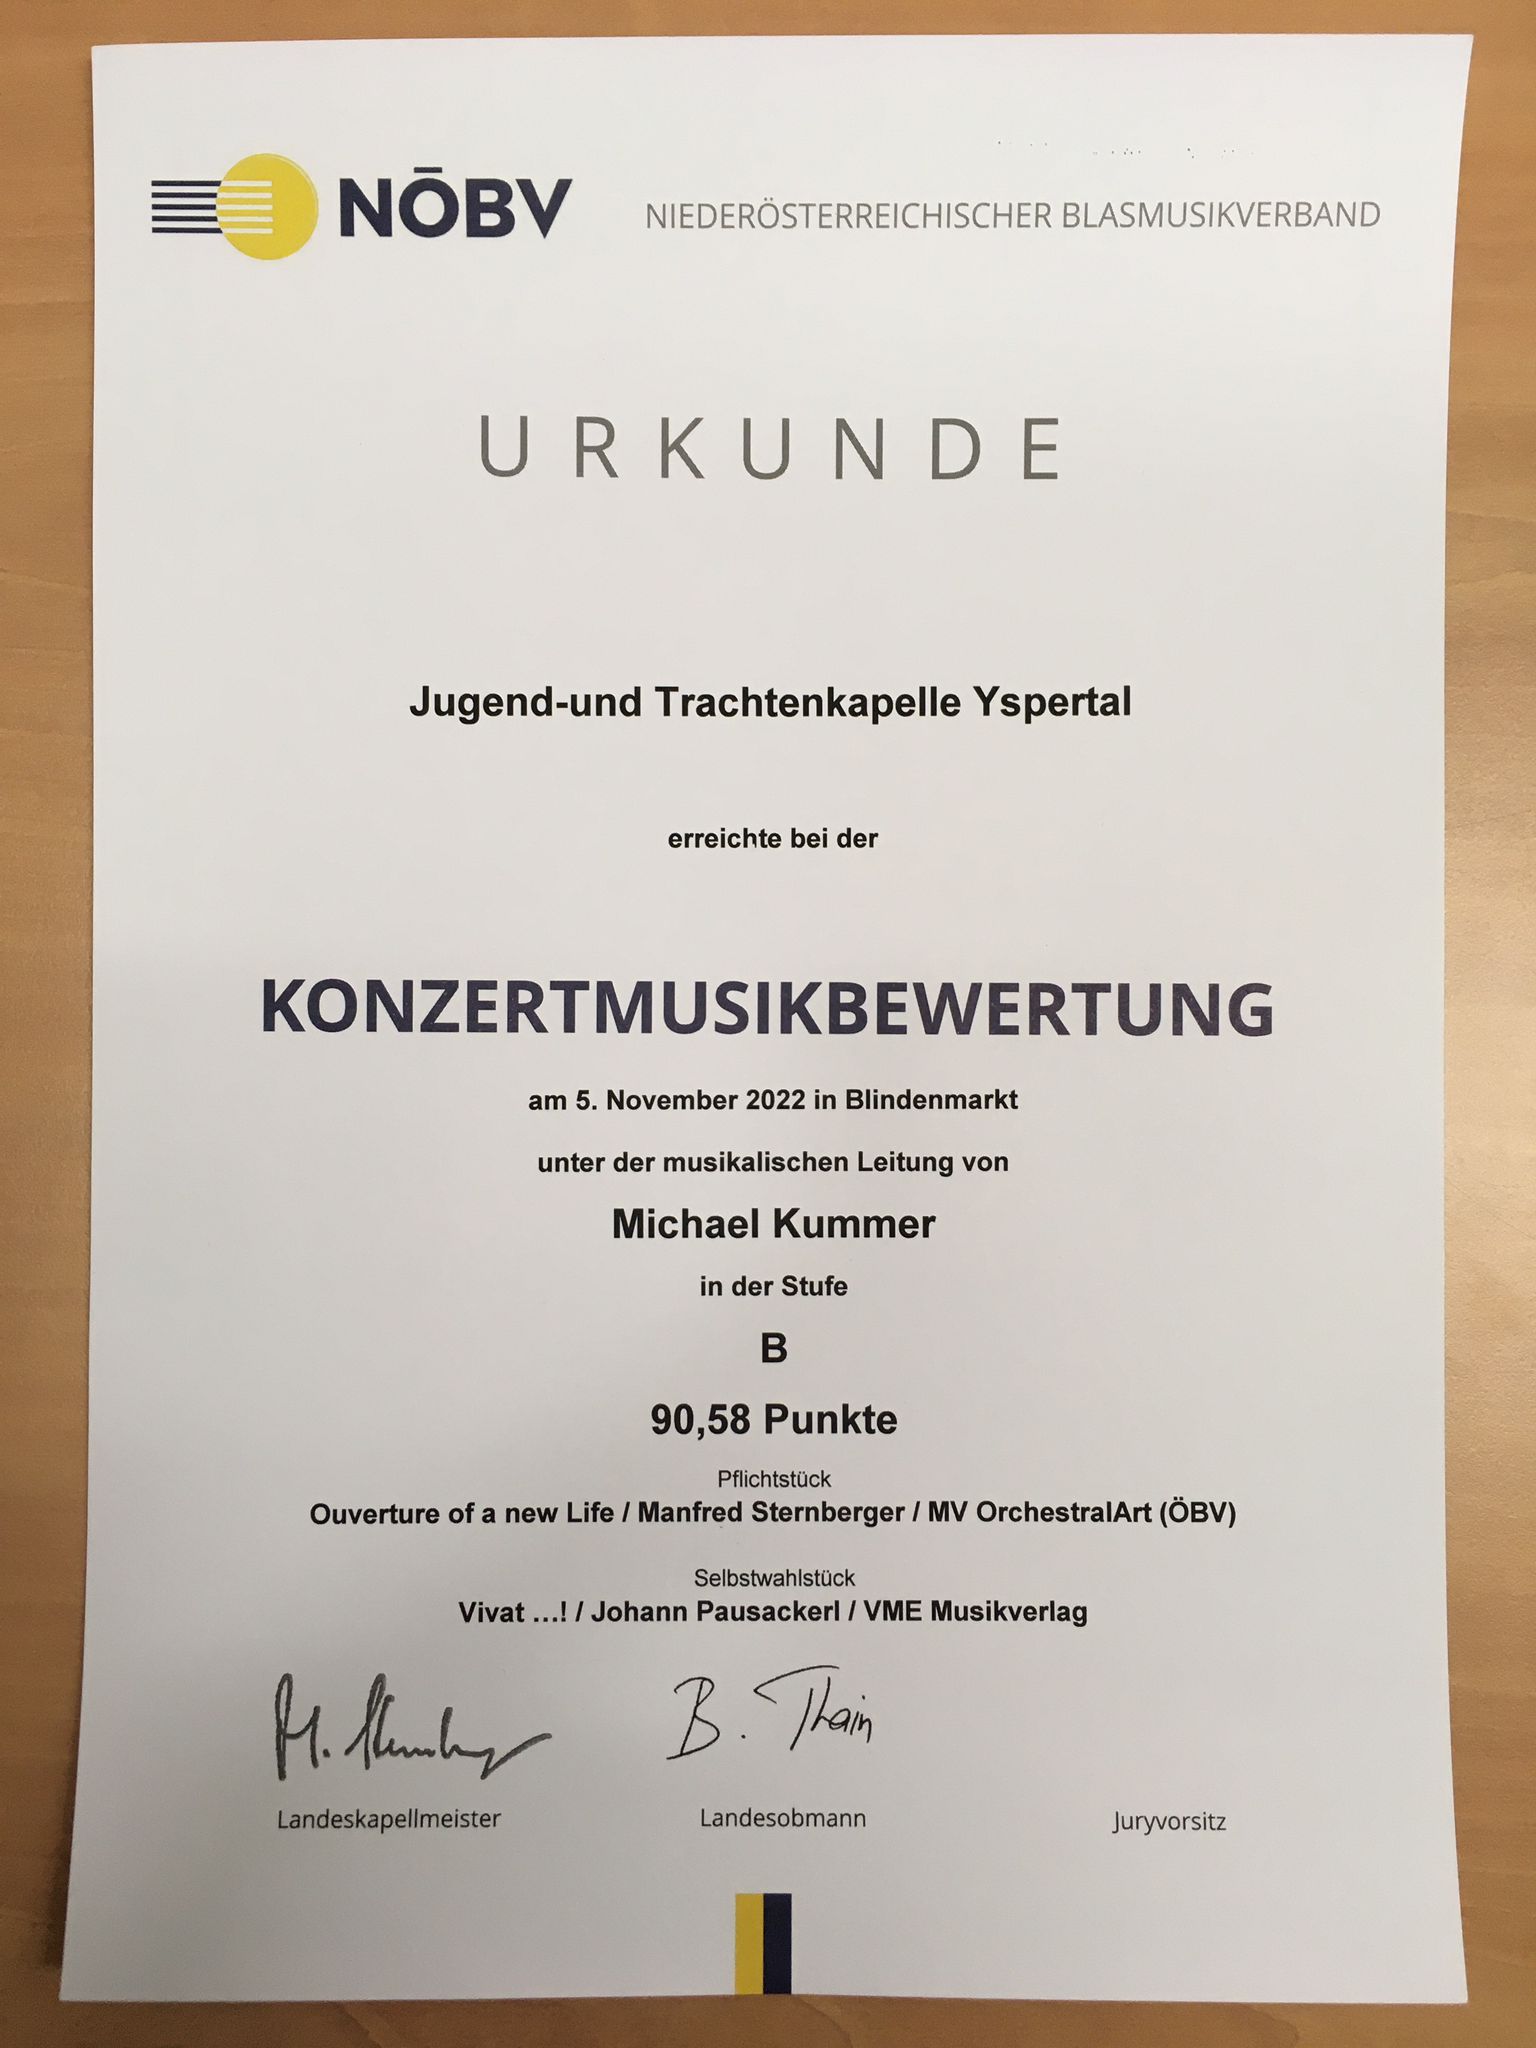 NÖBV
NIEDERÖSTERREICHISCHER BLASMUSIKVERBAND
URKUNDE
Jugend-und Trachtenkapelle Yspertal
erreichte bei der
KONZERTMUSIKBEWERTUNG
am 5. November 2022 in Blindenmarkt
unter der musikalischen Leitung von
Michael Kummer
in der Stufe
B
90,58 Punkte
Pflichtstück
Ouverture of a new Life / Manfred Sternberger / MV OrchestralArt (ÖBV)
Selbstwahlstück
Vivat ...! / Johann Pausackerl / VME Musikverlag
B. Thain
Landeskapellmeister
Landesobmann
Juryvorsitz